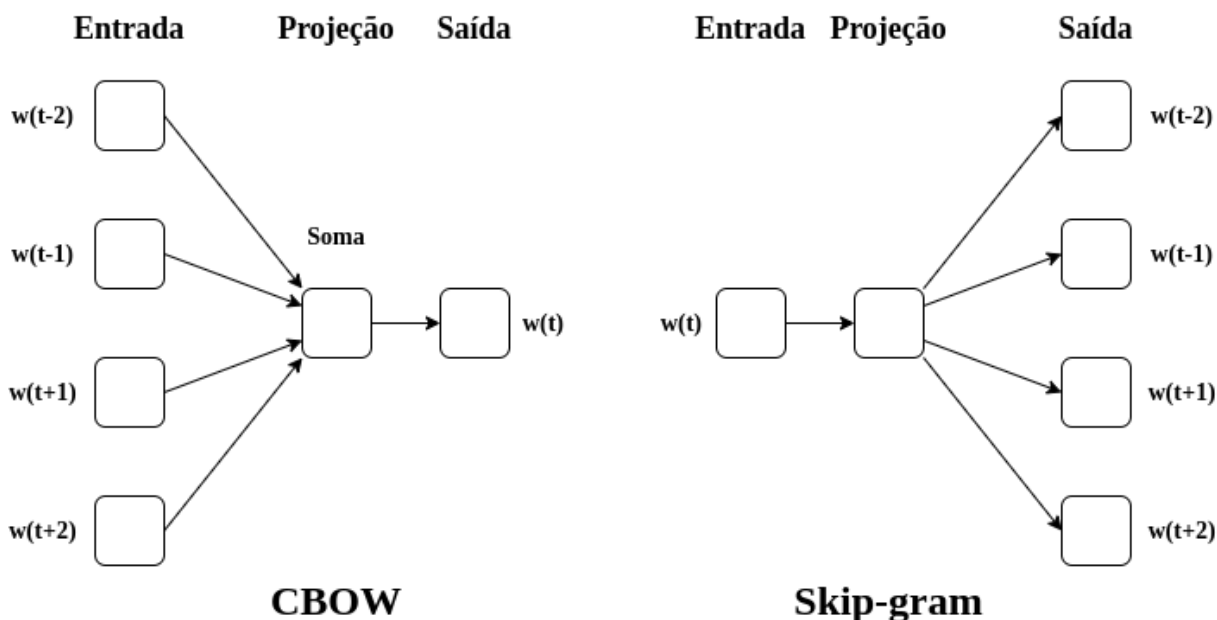 Entrada Projeção Saída
w(t-2)
w(t-1)
Soma
w(t)
w(t+1)
w(t+2)
CBOW
Entrada Projeção Saída
w(t-2)
w(t-1)
w(t)
w(t+1)
w(t+2)
Skip-gram